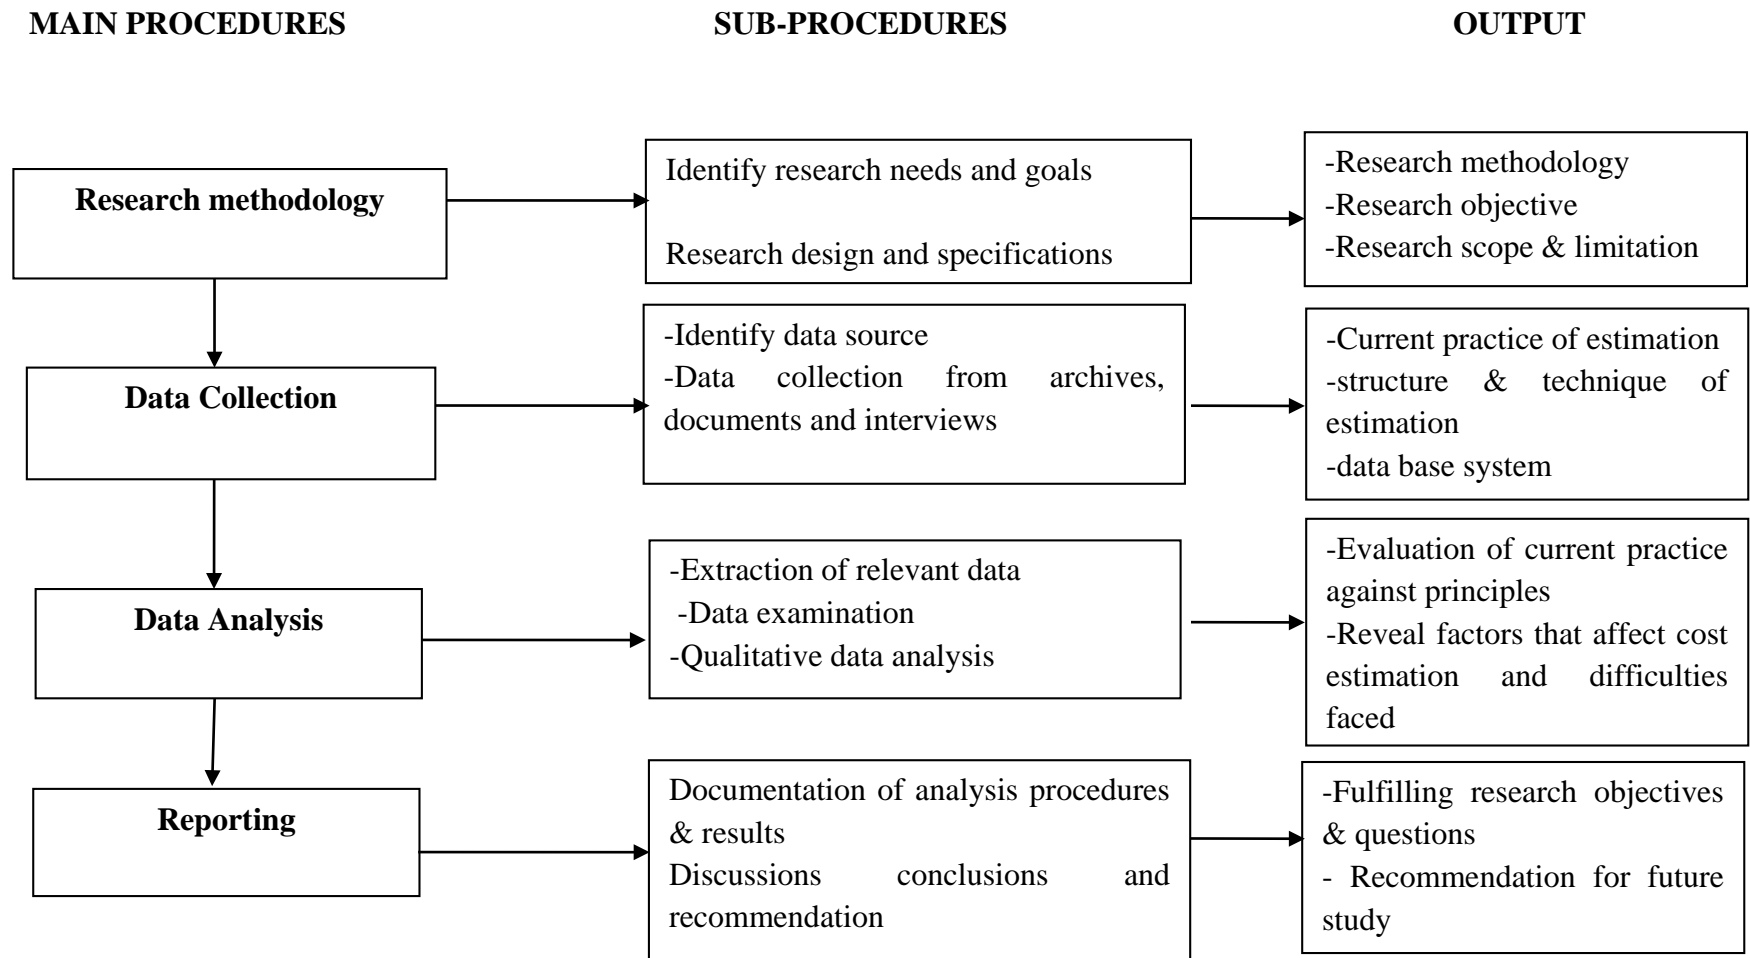 MAIN PROCEDURES
SUB-PROCEDURES
OUTPUT
Research methodology
Identify research needs and goals
Research design and specifications
-Research methodology
-Research objective
-Research scope & limitation
Data Collection
-Identify data source
-Data collection from archives,
documents and interviews
-Current practice of estimation
-structure & technique of
estimation
-data base system
Data Analysis
-Extraction of relevant data
-Data examination
-Qualitative data analysis
-Evaluation of current practice
against principles
-Reveal factors that affect cost
estimation and difficulties
faced
Reporting
Documentation of analysis procedures
& results
Discussions conclusions and
recommendation
-Fulfilling research objectives
& questions
- Recommendation for future
study